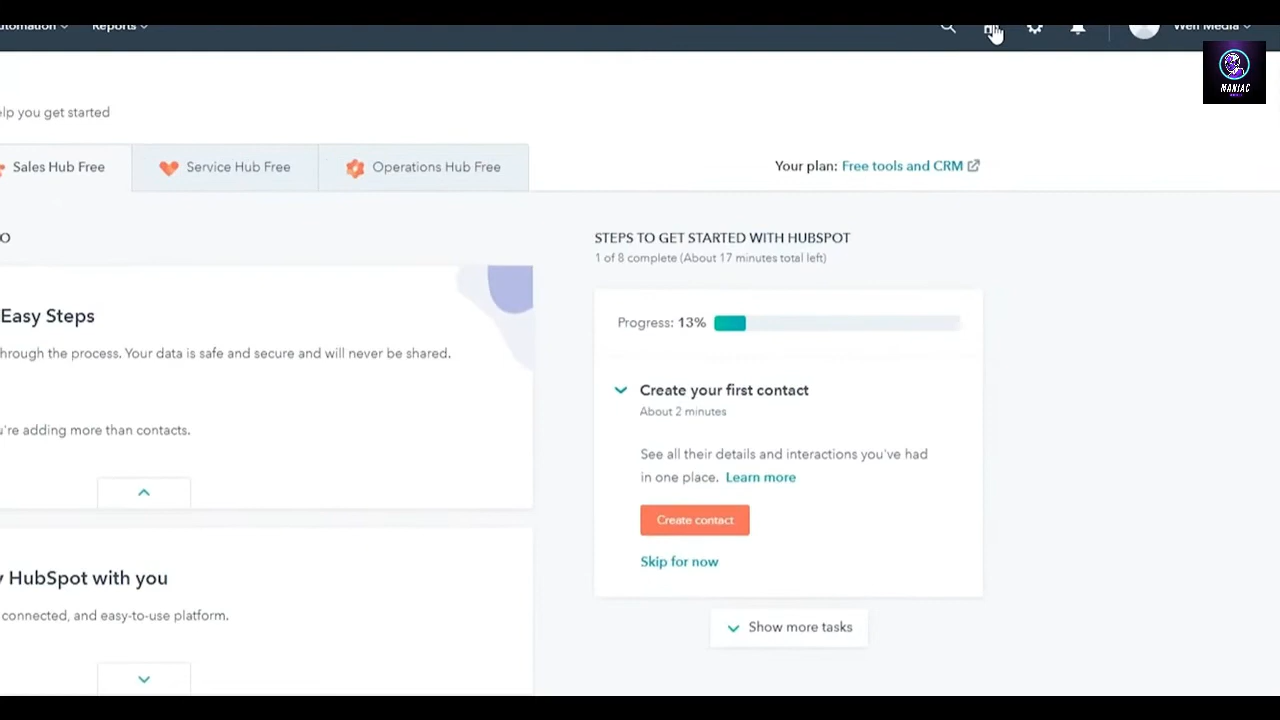 Reports
Wen Media
MANIAC
elp you get started
Sales Hub Free
Service Hub Free
Operations Hub Free
Your plan: Free tools and CRM
O
STEPS TO GET STARTED WITH HUBSPOT
1 of 8 complete (About 17 minutes total left)
Easy Steps
Progress: 13%
hrough the process. Your data is safe and secure and will never be shared.
Create your first contact
About 2 minutes
u're adding more than contacts.
See all their details and interactions you've had
in one place. Learn more
Create contact
Skip for now
y HubSpot with you
connected, and easy-to-use platform.
Show more tasks